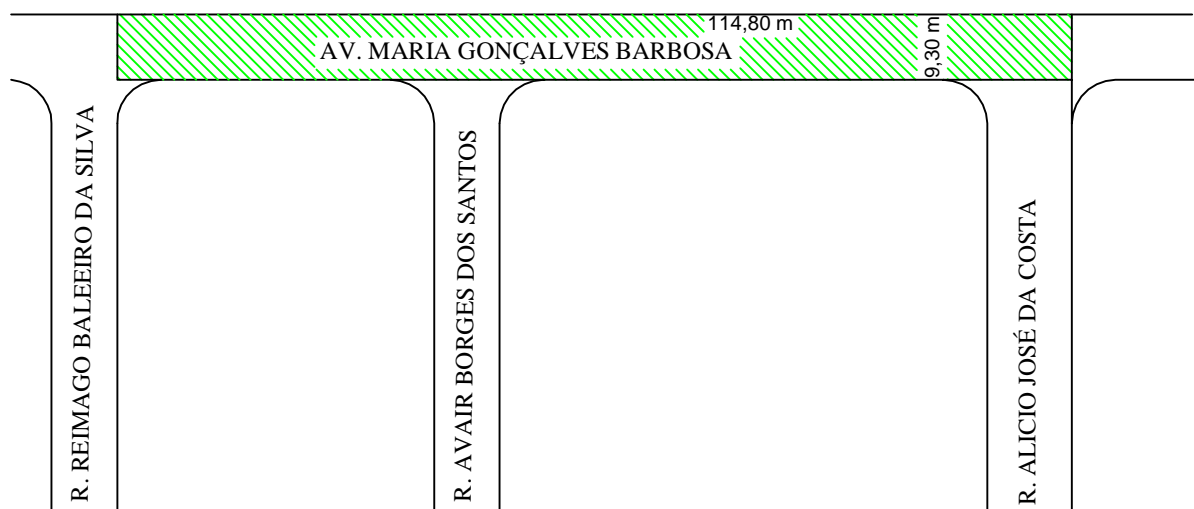 114,80 m
AV. MARIA GONÇALVES BARBOSA
9,30 m
R. REIMAGO BALEEIRO DA SILVA
R. AVAIR BORGES DOS SANTOS
R. ALICIO JOSÉ DA COSTA